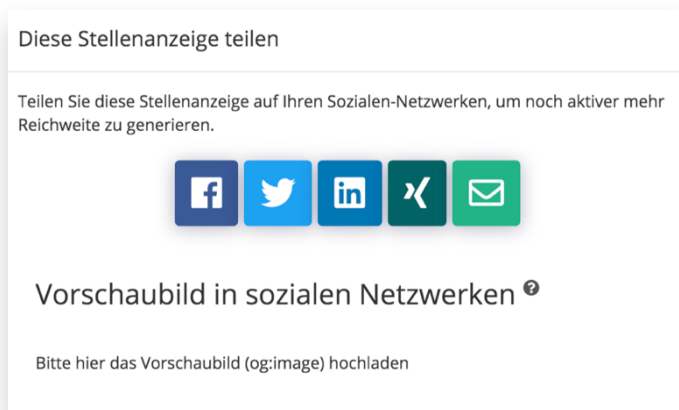 Diese Stellenanzeige teilen
Teilen Sie diese Stellenanzeige auf Ihren Sozialen-Netzwerken, um noch aktiver mehr
Reichweite zu generieren.
Vorschaubild in sozialen Netzwerken ?
Bitte hier das Vorschaubild (og:image) hochladen